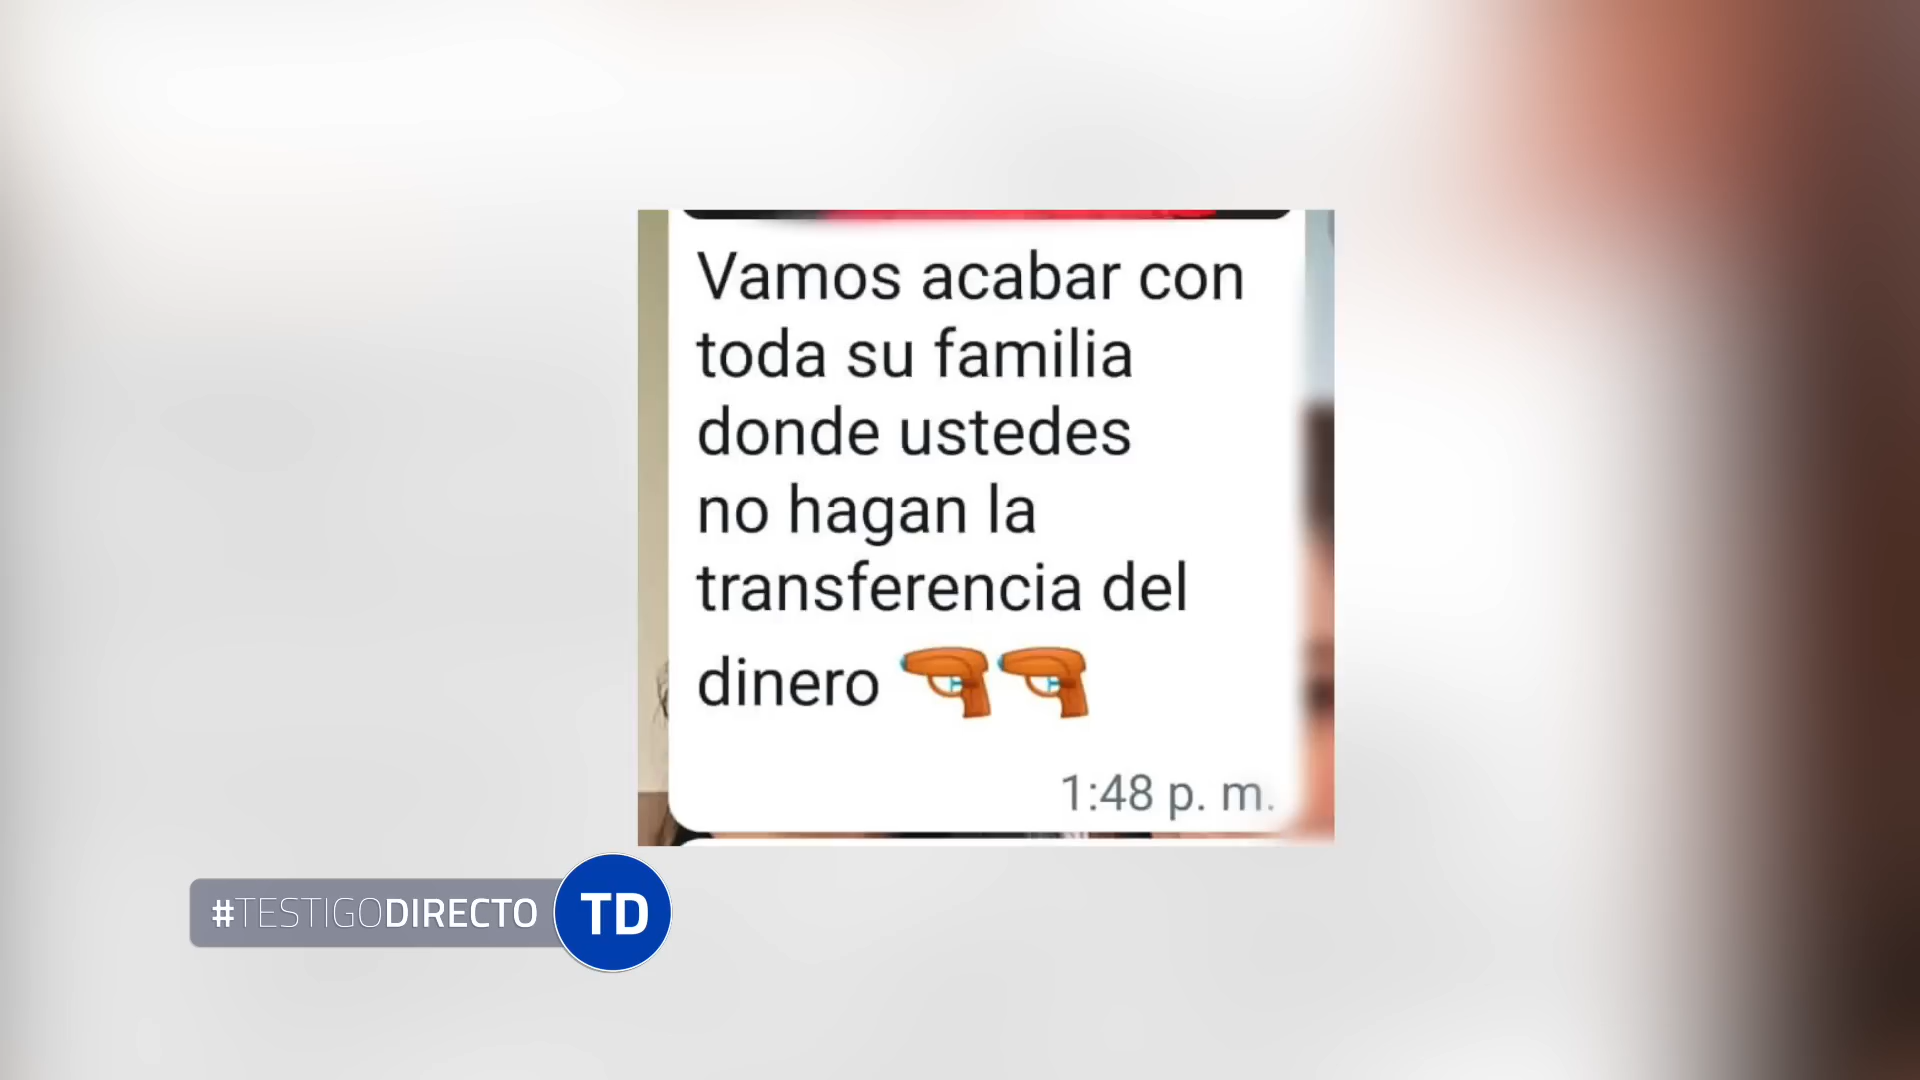 Vamos acabar con
toda su familia
donde ustedes
no hagan la
transferencia del
dinero 🔫🔫
1:48 p. m.
#TESTIGODIRECTO
TD